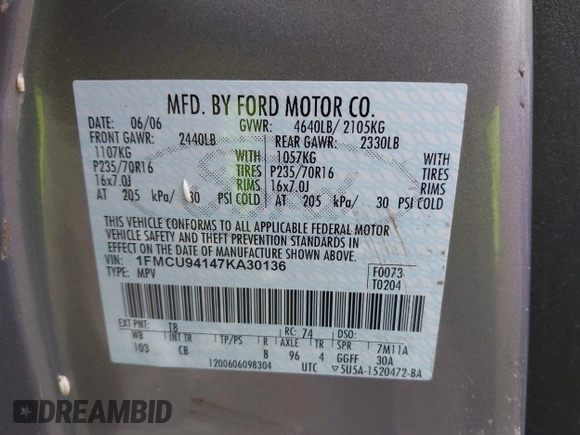 MFD. BY FORD MOTOR CO.
DATE: 06/06 GVWR: 4640LB/ 2105KG
FRONT GAWR: 2440LB REAR GAWR: 2330LB
1107KG WITH 1057KG WITH
P235/70R16 TIRES P235/70R16 TIRES
16x7.0J RIMS 16x7.0J RIMS
AT 205 kPa/ 30 PSI COLD AT 205 kPa/ 30 PSI COLD
THIS VEHICLE CONFORMS TO ALL APPLICABLE FEDERAL MOTOR
VEHICLE SAFETY AND THEFT PREVENTION STANDARDS IN
EFFECT ON THE DATE OF MANUFACTURE SHOWN ABOVE.
VIN: 1FMCU94147KA30136 F0073
TYPE: MPV T0204
EXT PNT: T8 RC: 74 DSO:
WB INT TR TP/PS R AXLE TR SPR 7M11A
103 CB 8 96 4 GGFF 30A
1200606098304 UTC ▽5U5A-1520472-BA
DREAMBID